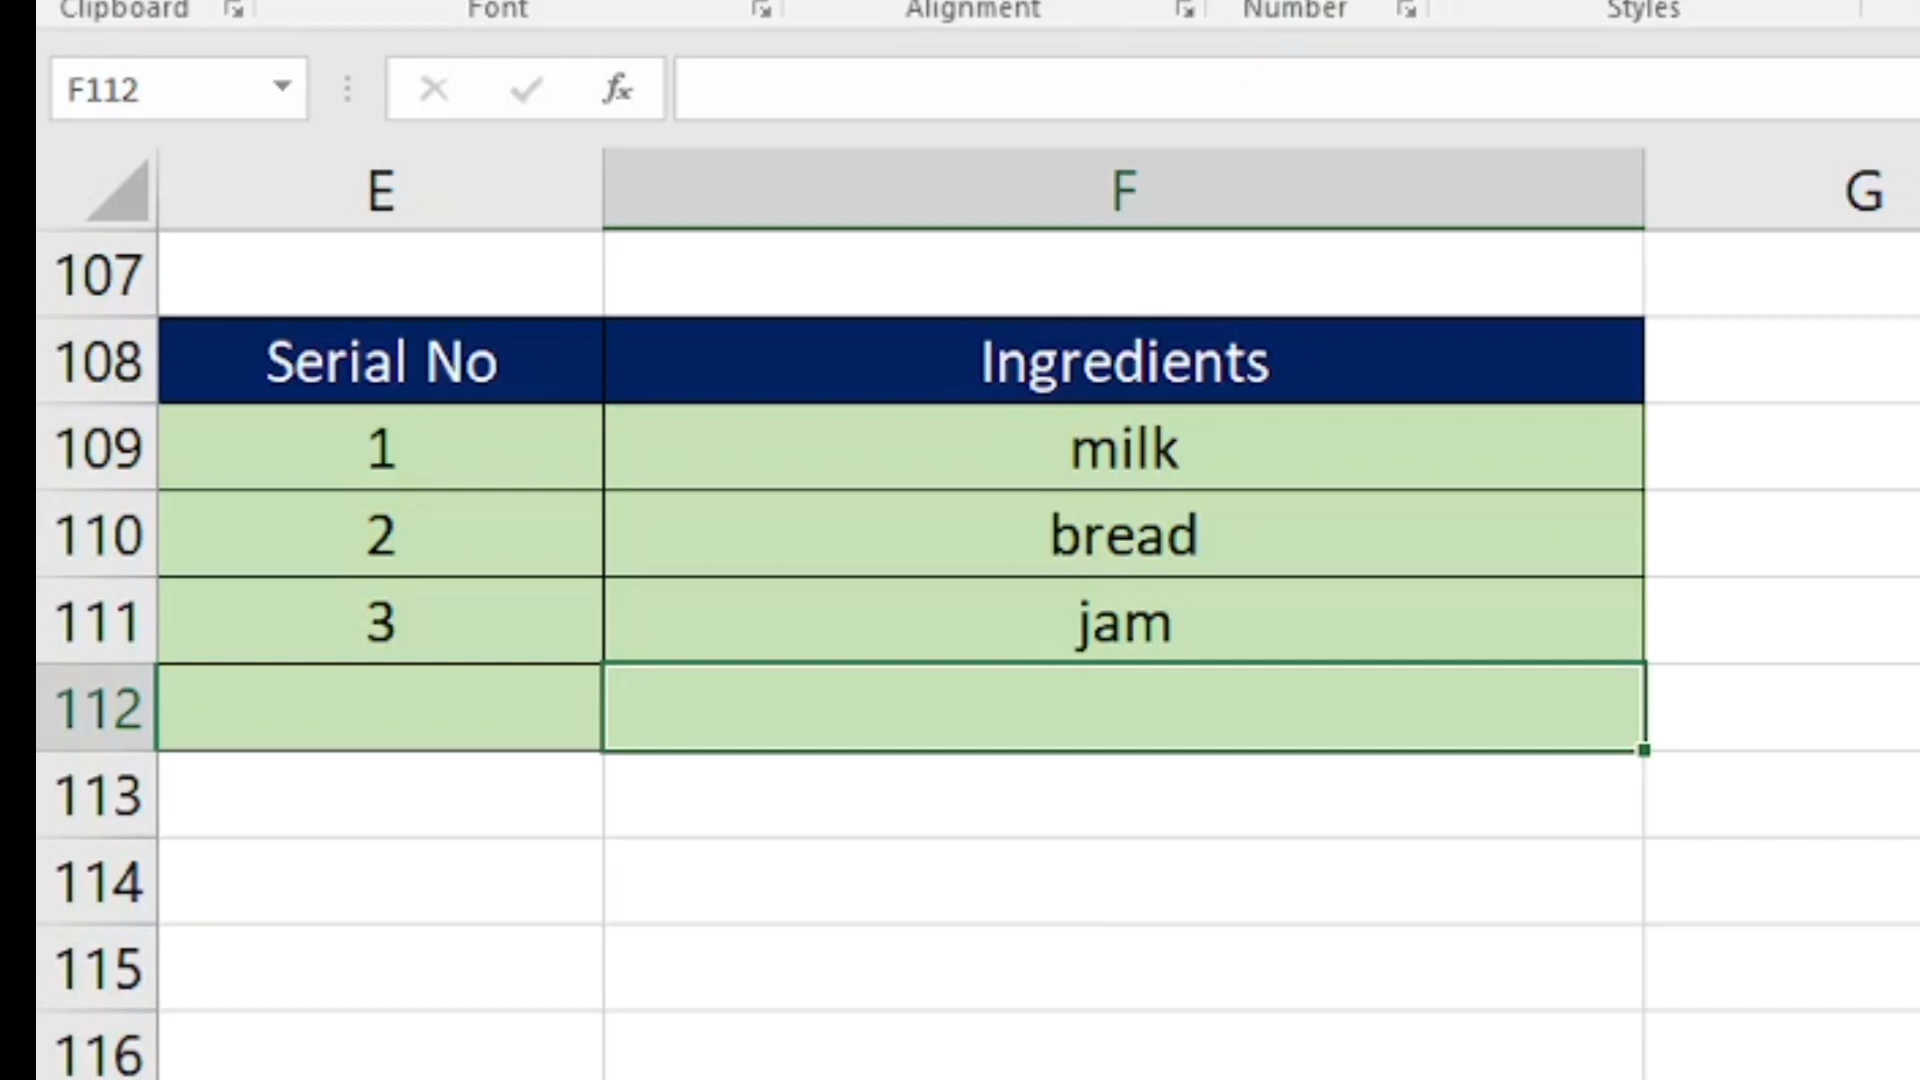 Clipboard Font Alignment Number Styles
F112 fx
E F G
107
108 Serial No Ingredients
109 1 milk
110 2 bread
111 3 jam
112
113
114
115
116